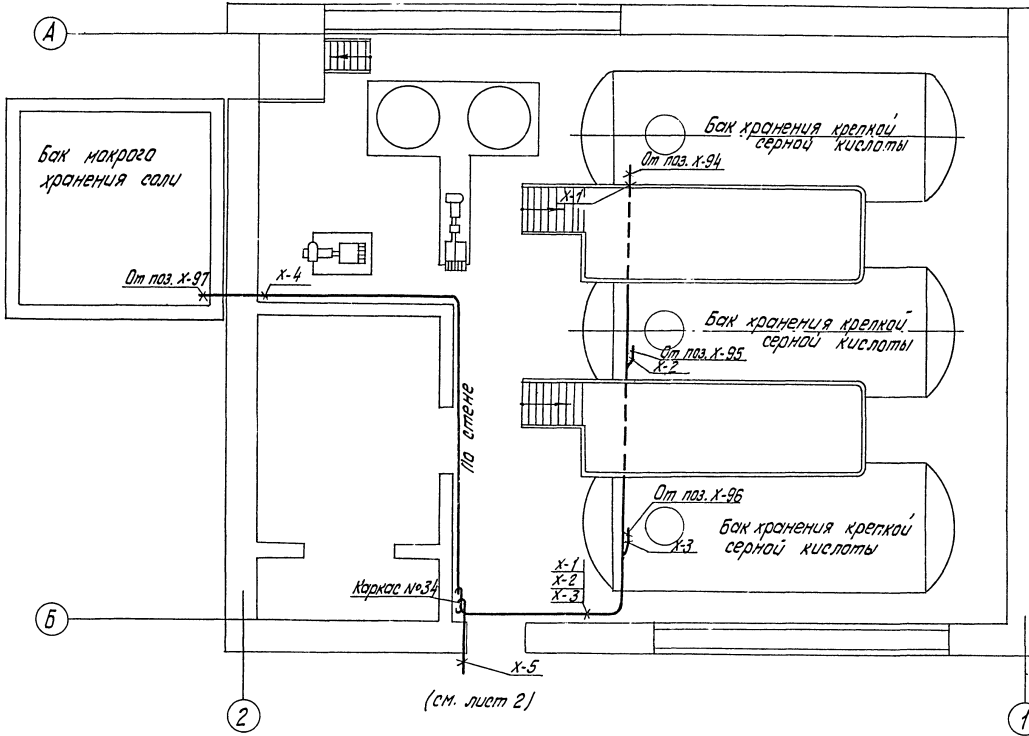 А
Бак мокрого
хранения соли
Бак хранения крепкой
серной кислоты
От поз. X-94
X-1
От поз. X-97
X-4
Бак хранения крепкой
серной кислоты
От поз. X-95
X-2
По стене
От поз. X-96
X-3
Бак хранения крепкой
серной кислоты
X-1
X-2
X-3
Каркас №34
Б
X-5
(см. лист 2)
2
1